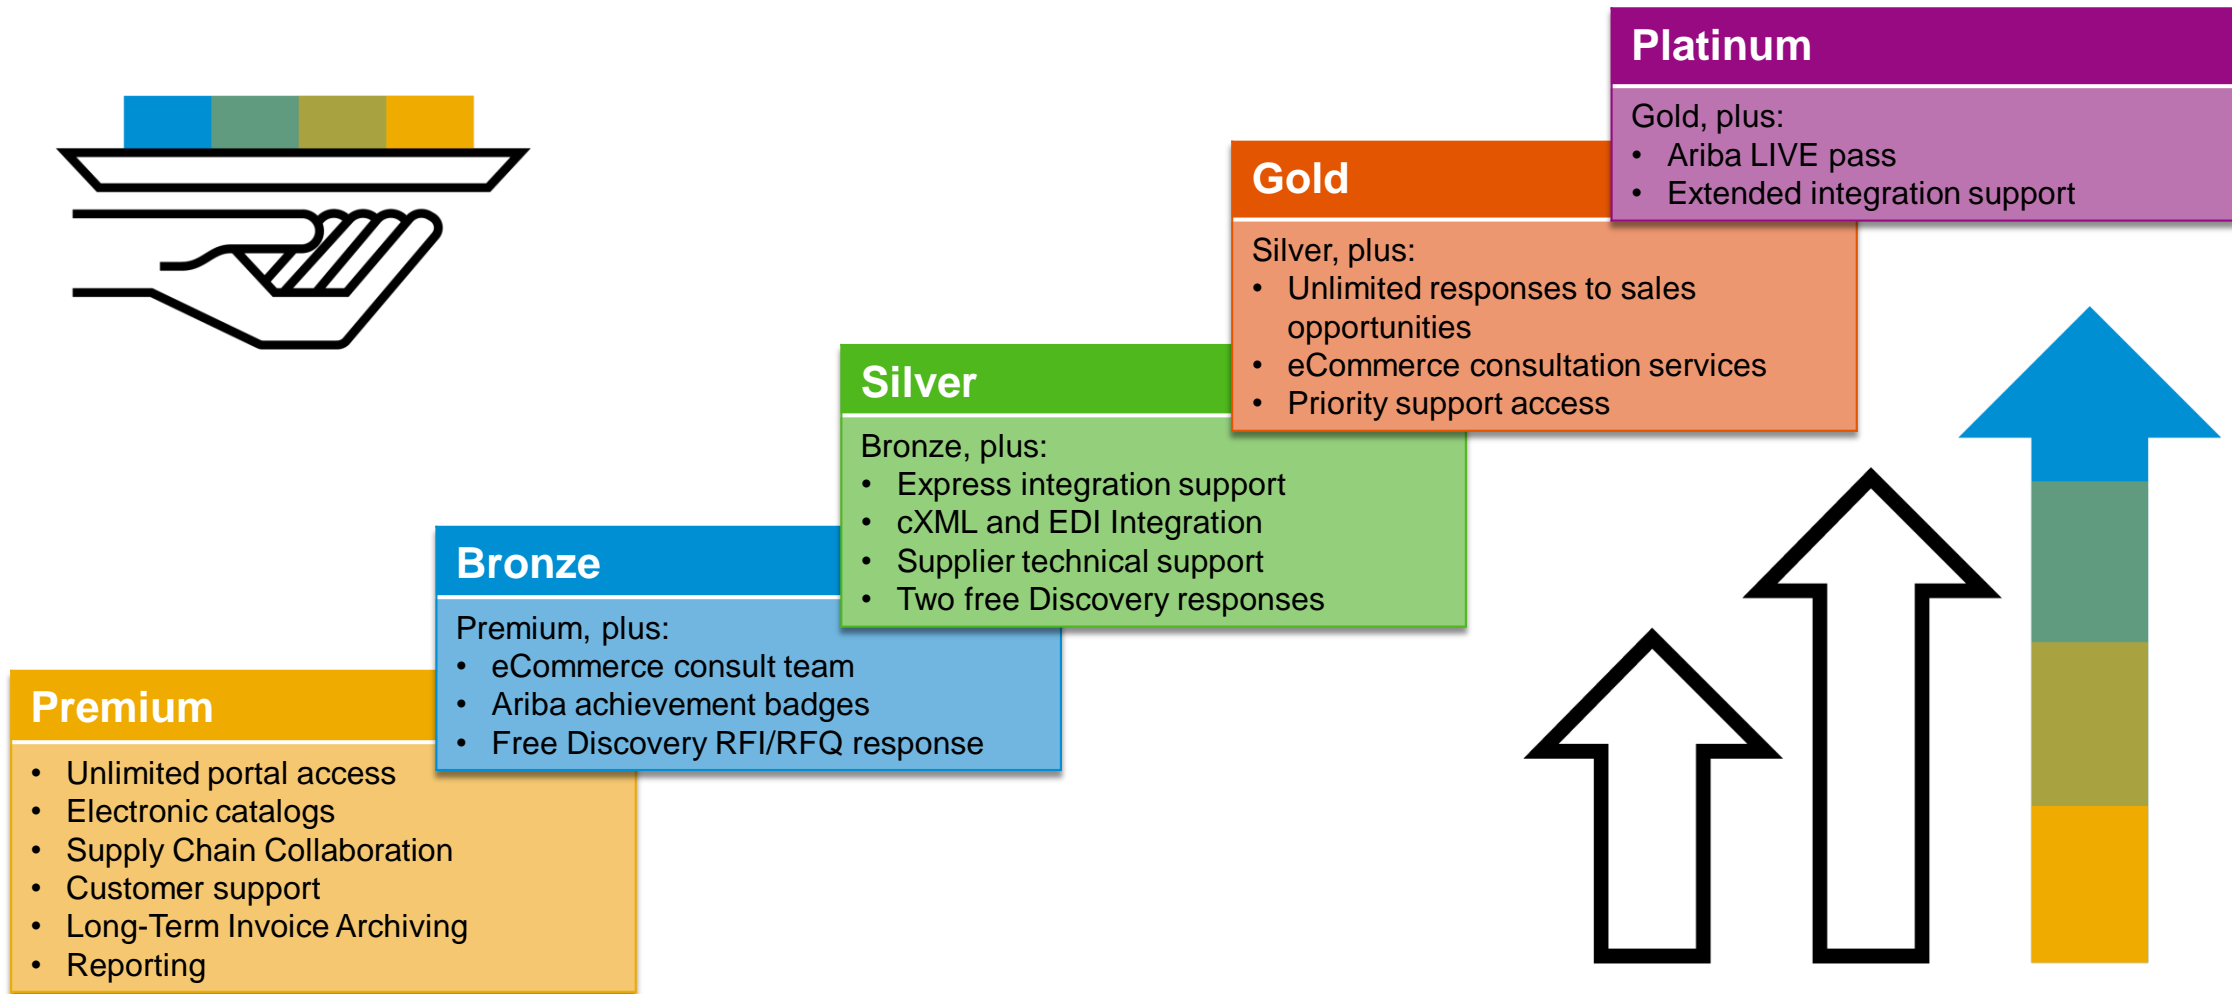 Platinum
Gold, plus:
• Ariba LIVE pass
• Extended integration support
Gold
Silver, plus:
• Unlimited responses to sales
opportunities
• eCommerce consultation services
• Priority support access
Silver
Bronze, plus:
• Express integration support
• cXML and EDI Integration
• Supplier technical support
• Two free Discovery responses
Bronze
Premium, plus:
• eCommerce consult team
• Ariba achievement badges
• Free Discovery RFI/RFQ response
Premium
• Unlimited portal access
• Electronic catalogs
• Supply Chain Collaboration
• Customer support
• Long-Term Invoice Archiving
• Reporting